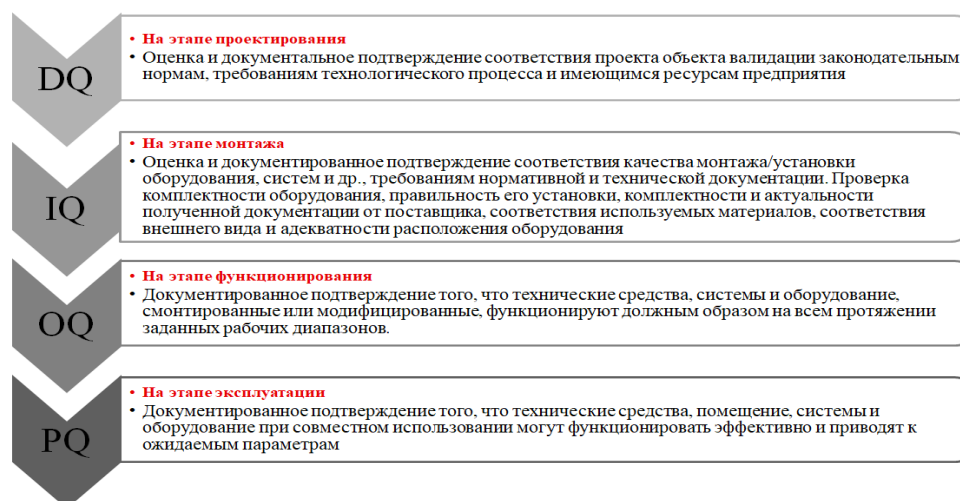 DQ
• На этапе проектирования
• Оценка и документальное подтверждение соответствия проекта объекта валидации законодательным
нормам, требованиям технологического процесса и имеющимся ресурсам предприятия
IQ
• На этапе монтажа
• Оценка и документированное подтверждение соответствия качества монтажа/установки
оборудования, систем и др., требованиям нормативной и технической документации. Проверка
комплектности оборудования, правильность его установки, комплектности и актуальности
полученной документации от поставщика, соответствия используемых материалов, соответствия
внешнего вида и адекватности расположения оборудования
OQ
• На этапе функционирования
• Документированное подтверждение того, что технические средства, системы и оборудование,
смонтированные или модифицированные, функционируют должным образом на всем протяжении
заданных рабочих диапазонов.
PQ
• На этапе эксплуатации
• Документированное подтверждение того, что технические средства, помещение, системы и
оборудование при совместном использовании могут функционировать эффективно и приводят к
ожидаемым параметрам